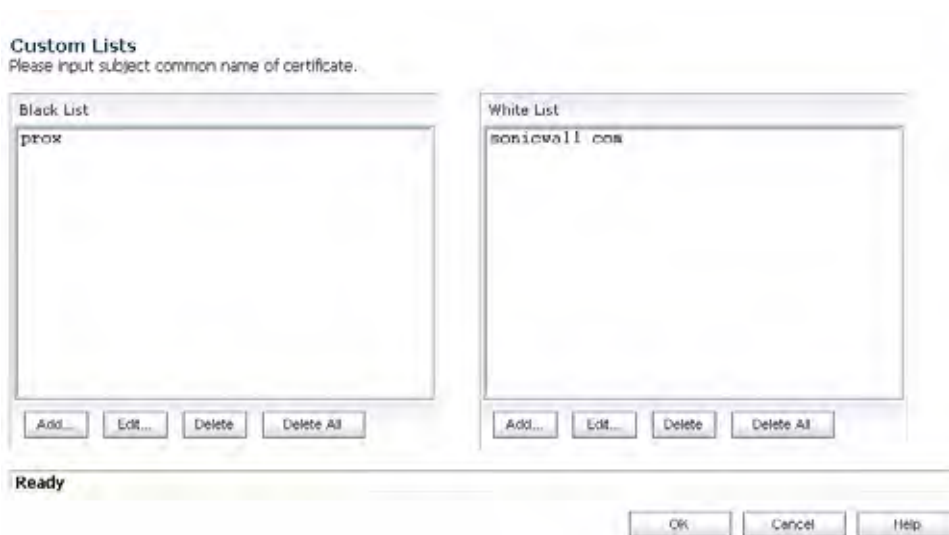 Custom Lists
Please input subject common name of certificate.
Black List
prox
Add... Edit... Delete Delete All
White List
sonicwall com
Add... Edit... Delete Delete All
Ready
OK Cancel Help